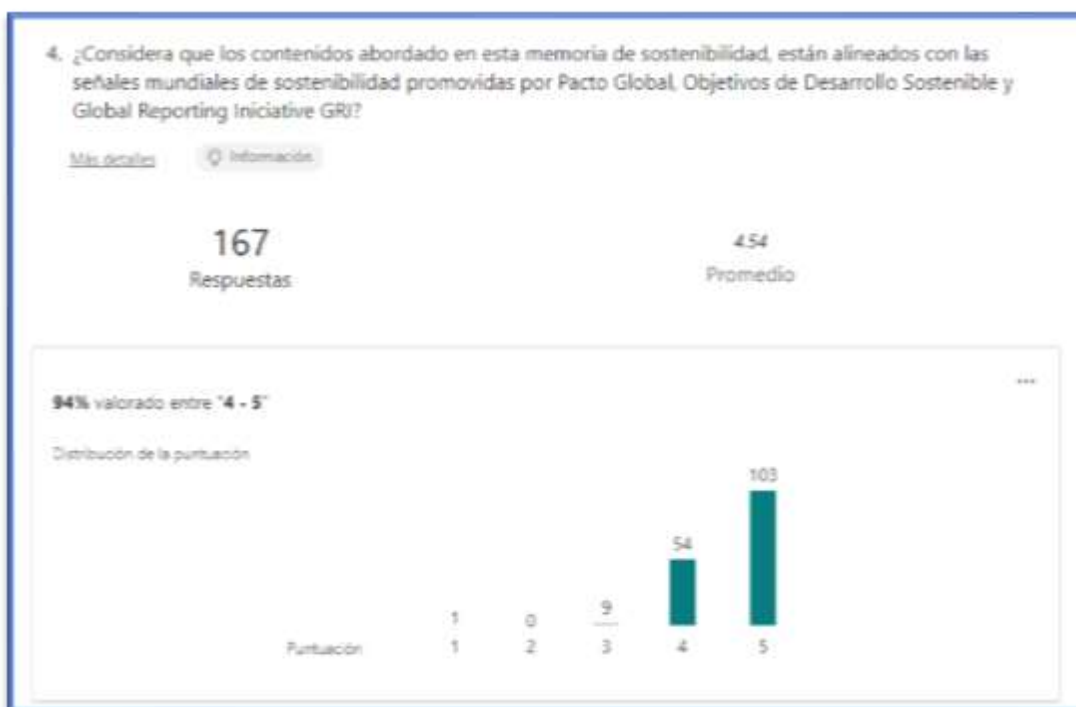 4. ¿Considera que los contenidos abordado en esta memoria de sostenibilidad, están alineados con las
señales mundiales de sostenibilidad promovidas por Pacto Global, Objetivos de Desarrollo Sostenible y
Global Reporting Iniciative GRI?
Más detalles Información
167 4.54
Respuestas Promedio
...
94% valorado entre "4 - 5"
Distribución de la puntuación
103
54
1 0 9
Puntuación 1 2 3 4 5